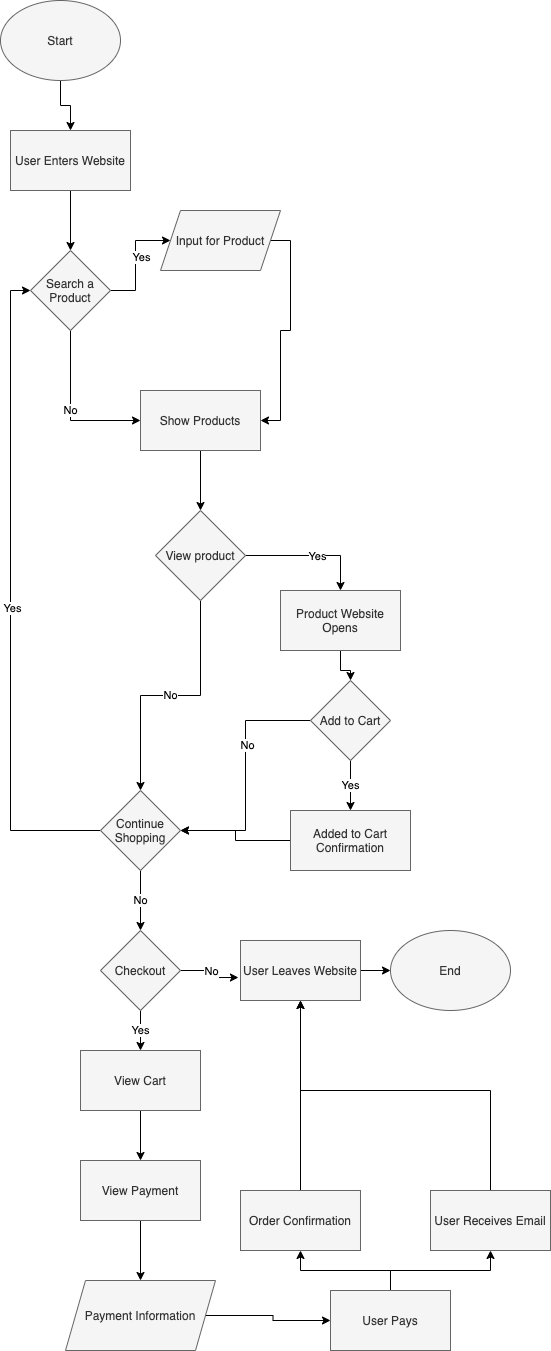 Start
User Enters Website
Input for Product
Yes
Search a
Product
No
Show Products
View product
Yes
Product Website
Opens
Yes
No
Add to Cart
No
Yes
Continue
Shopping
Added to Cart
Confirmation
No
Checkout
No
User Leaves Website
End
Yes
View Cart
View Payment
Order Confirmation
User Receives Email
Payment Information
User Pays